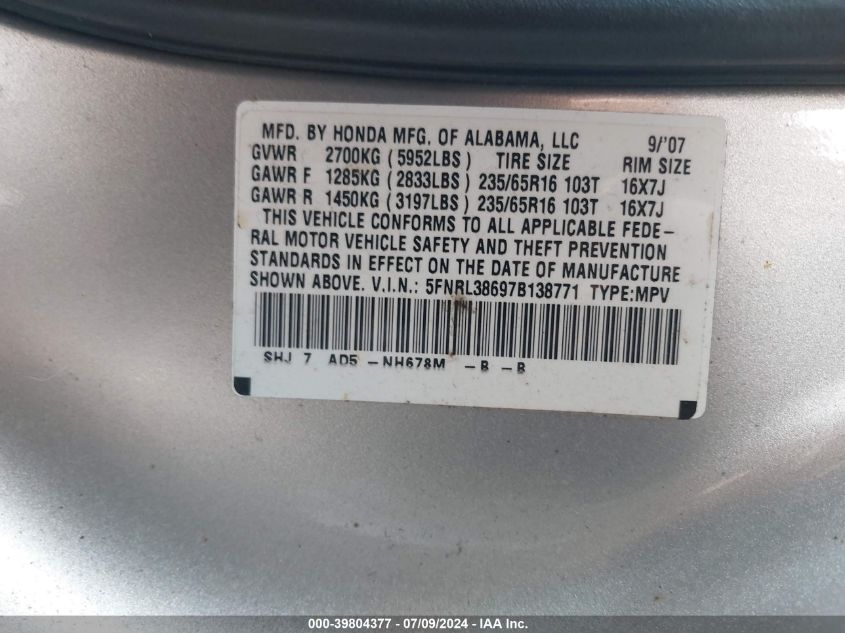 MFD. BY HONDA MFG. OF ALABAMA, LLC 9/'07
GVWR 2700KG (5952LBS) TIRE SIZE RIM SIZE
GAWR F 1285KG (2833LBS) 235/65R16 103T 16X7J
GAWR R 1450KG (3197LBS) 235/65R16 103T 16X7J
THIS VEHICLE CONFORMS TO ALL APPLICABLE FEDE-
RAL MOTOR VEHICLE SAFETY AND THEFT PREVENTION
STANDARDS IN EFFECT ON THE DATE OF MANUFACTURE
SHOWN ABOVE. V.I.N.: 5FNRL38697B138771 TYPE:MPV
SHJ 7 AD5 -NH678M -B -B
000-39804377 - 07/09/2024 - IAA Inc.